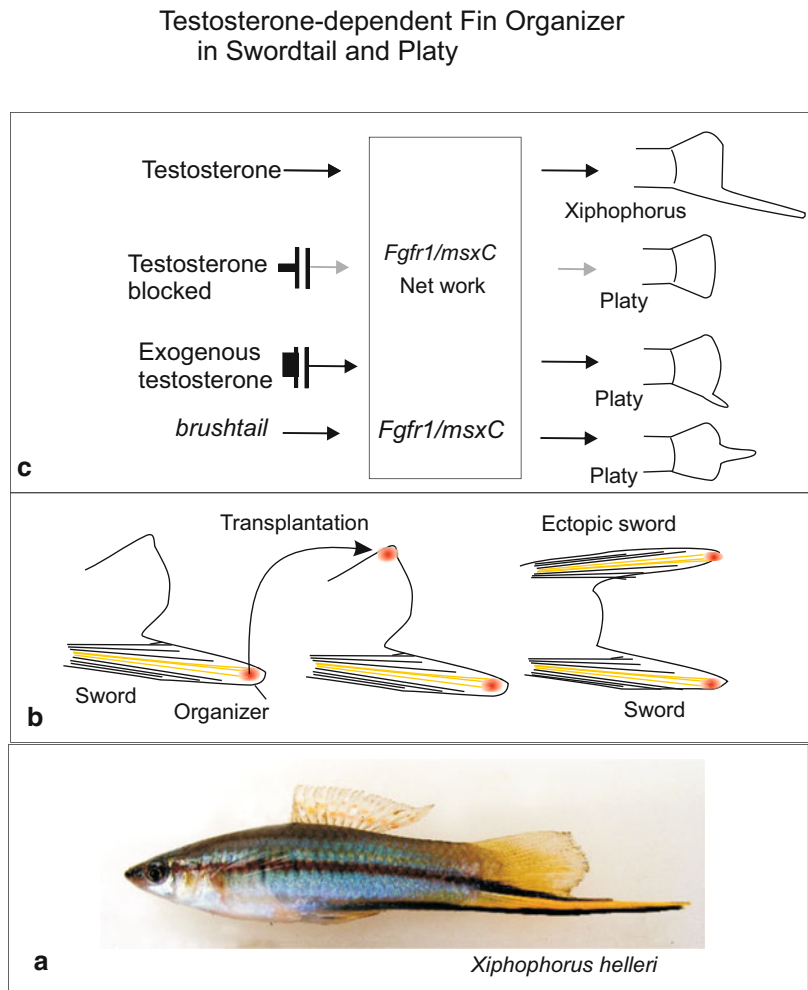 Testosterone-dependent Fin Organizer
in Swordtail and Platy
Testosterone
Xiphophorus
Testosterone
blocked
Fgfr1/msxC
Net work
Platy
Exogenous
testosterone
Platy
brushtail
Fgfr1/msxC
Platy
c
Transplantation
Ectopic sword
Sword
Organizer
Sword
b
a
Xiphophorus helleri